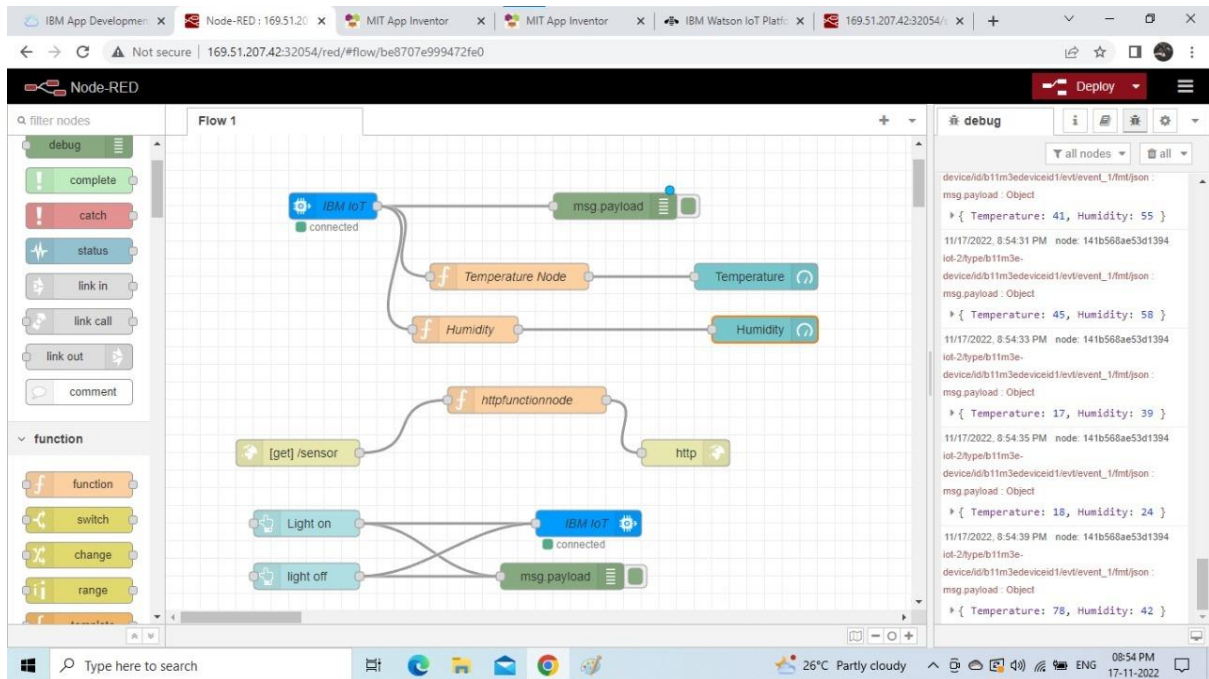 IBM App Developmen
Node-RED : 169.51.20
MIT App Inventor
MIT App Inventor
IBM Watson IoT Platfo
169.51.207.42:32054/
Not secure | 169.51.207.42:32054/red/#flow/be8707e999472fe0
Node-RED
Deploy
filter nodes
Flow 1
debug
i
all nodes
all
debug
complete
catch
status
link in
link call
link out
comment
function
function
switch
change
range
IBM IoT
connected
msg.payload
Temperature Node
Temperature
Humidity
Humidity
httpfunctionnode
[get] /sensor
http
Light on
IBM IoT
connected
light off
msg.payload
device/id/b11m3edeviceid1/evt/event_1/fmt/json :
msg.payload : Object
{ Temperature: 41, Humidity: 55 }
11/17/2022, 8:54:31 PM node: 141b568ae53d1394
iot-2/type/b11m3e-
device/id/b11m3edeviceid1/evt/event_1/fmt/json :
msg.payload : Object
{ Temperature: 45, Humidity: 58 }
11/17/2022, 8:54:33 PM node: 141b568ae53d1394
iot-2/type/b11m3e-
device/id/b11m3edeviceid1/evt/event_1/fmt/json :
msg.payload : Object
{ Temperature: 17, Humidity: 39 }
11/17/2022, 8:54:35 PM node: 141b568ae53d1394
iot-2/type/b11m3e-
device/id/b11m3edeviceid1/evt/event_1/fmt/json :
msg.payload : Object
{ Temperature: 18, Humidity: 24 }
11/17/2022, 8:54:39 PM node: 141b568ae53d1394
iot-2/type/b11m3e-
device/id/b11m3edeviceid1/evt/event_1/fmt/json :
msg.payload : Object
{ Temperature: 78, Humidity: 42 }
Type here to search
26°C Partly cloudy
ENG
08:54 PM
17-11-2022